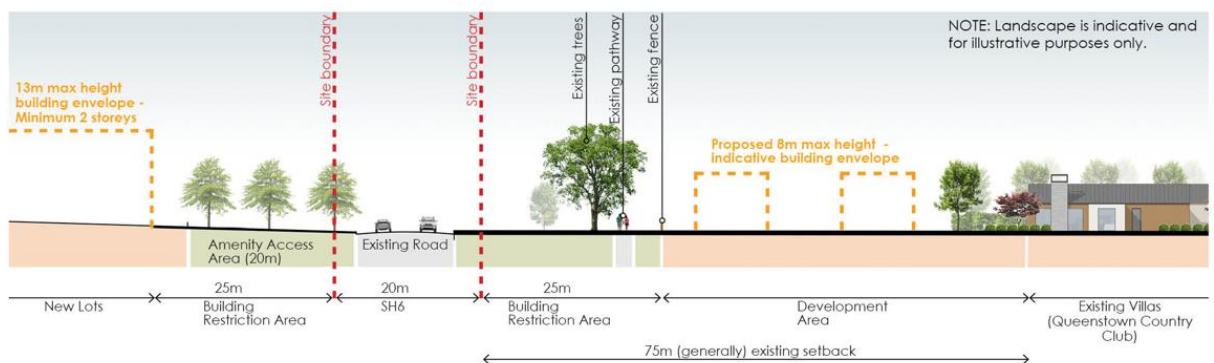 NOTE: Landscape is indicative and
for illustrative purposes only.
13m max height
building envelope -
Minimum 2 storeys
Site boundary
Site boundary
Existing trees
Existing pathway
Existing fence
Proposed 8m max height -
indicative building envelope
Amenity Access
Area (20m)
Existing Road
New Lots
25m
Building
Restriction Area
20m
SH6
25m
Building
Restriction Area
Development
Area
Existing Villas
(Queenstown Country
Club)
75m (generally) existing setback